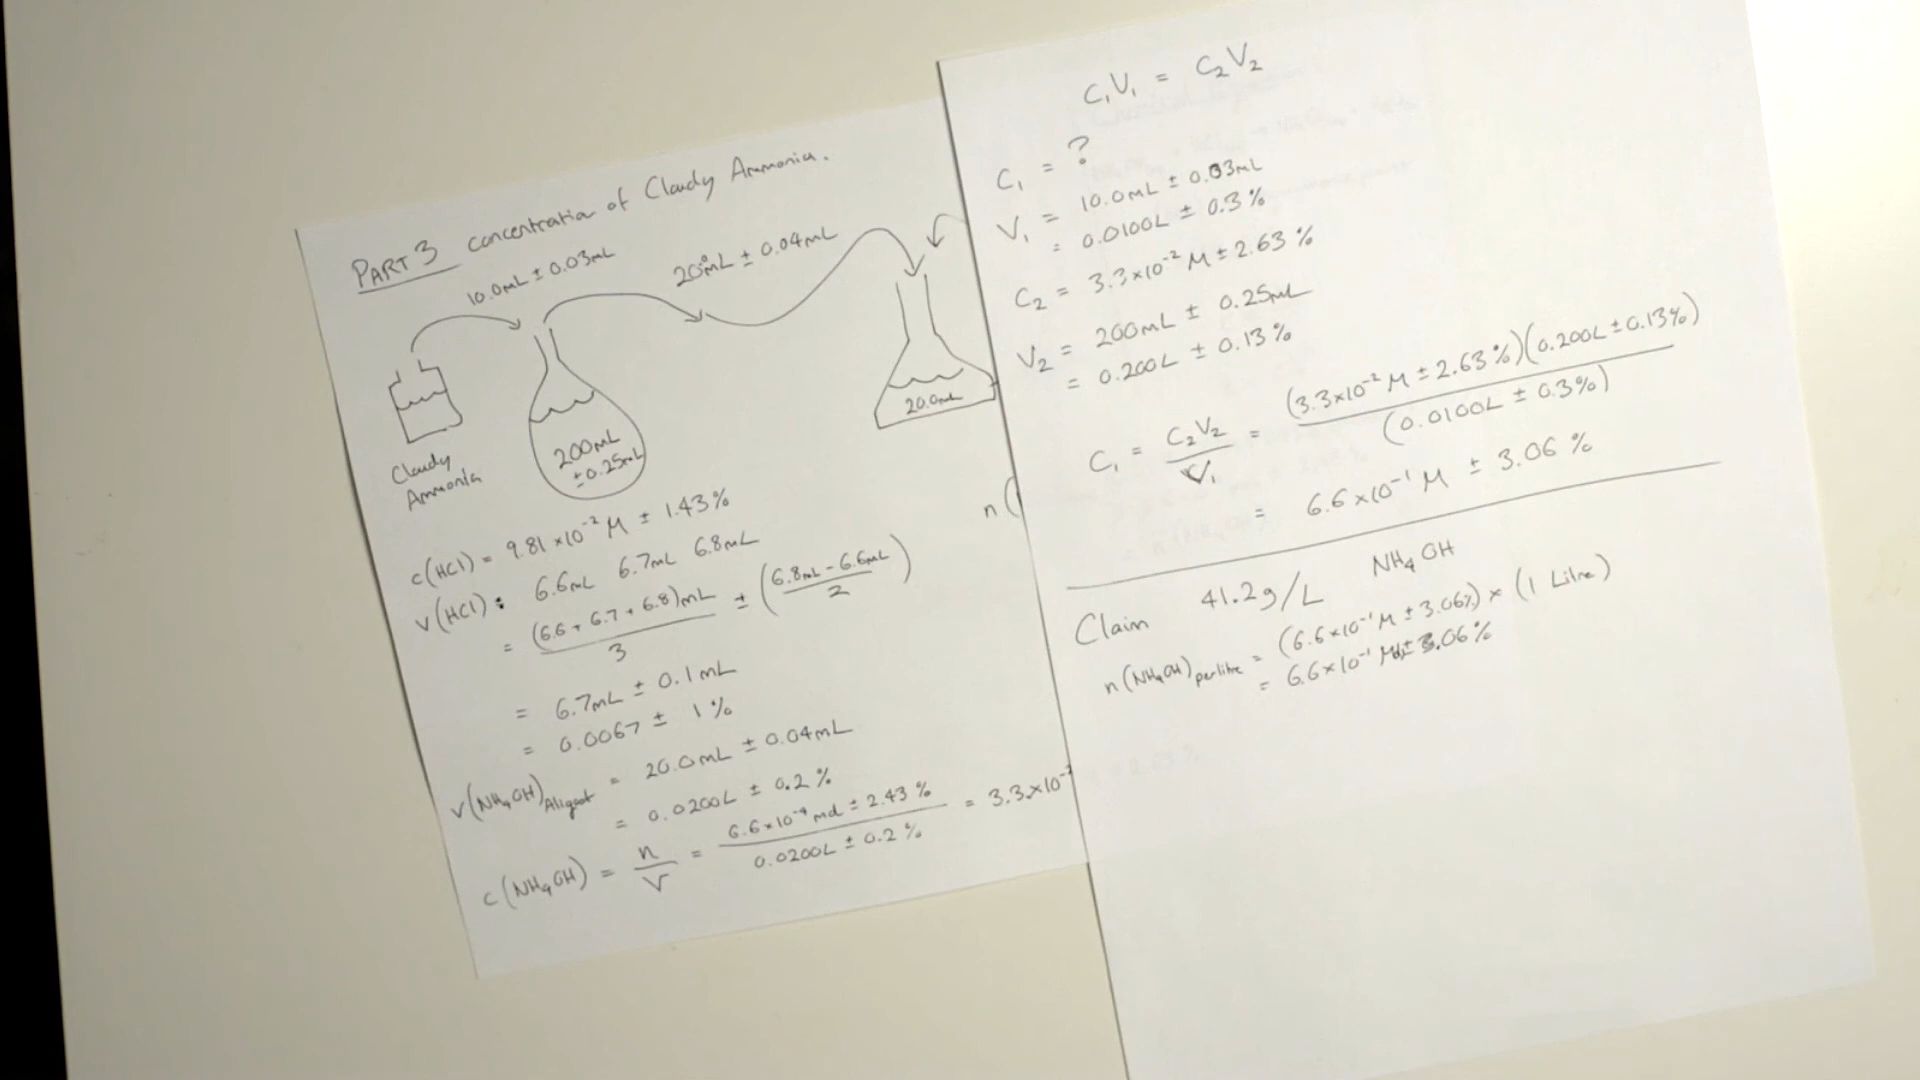 PART 3 concentration of Cloudy Ammonia.
10.0mL ± 0.03mL
20.0mL ± 0.04mL
Cloudy
Ammonia
200mL
±0.25mL
20.0mL
c(HCl) = 9.81 ×10⁻² M ± 1.43%
v(HCl): 6.6mL 6.7mL 6.8mL
= (6.6 + 6.7 + 6.8)mL / 3 ± (6.8mL - 6.6mL / 2)
= 6.7mL ± 0.1mL
= 0.0067 ± 1%
n(
v(NH₄OH) Aliqot = 20.0mL ± 0.04mL
= 0.0200L ± 0.2%
c(NH₄OH) = n / V = 6.6×10⁻⁴ mol ± 2.43% / 0.0200L ± 0.2% = 3.3×10⁻²
C₁V₁ = C₂V₂
C₁ = ?
V₁ = 10.0mL ± 0.03mL
= 0.0100L ± 0.3%
C₂ = 3.3×10⁻² M ± 2.63%
V₂ = 200mL ± 0.25mL
= 0.200L ± 0.13%
C₁ = C₂V₂ / V₁ = (3.3×10⁻² M ± 2.63%)(0.200L ± 0.13%) / (0.0100L ± 0.3%)
= 6.6×10⁻¹ M ± 3.06%
Claim 41.2g/L NH₄OH
n(NH₄OH) per litre = (6.6×10⁻¹ M ± 3.06%) × (1 Litre)
= 6.6×10⁻¹ Mol ± 3.06%